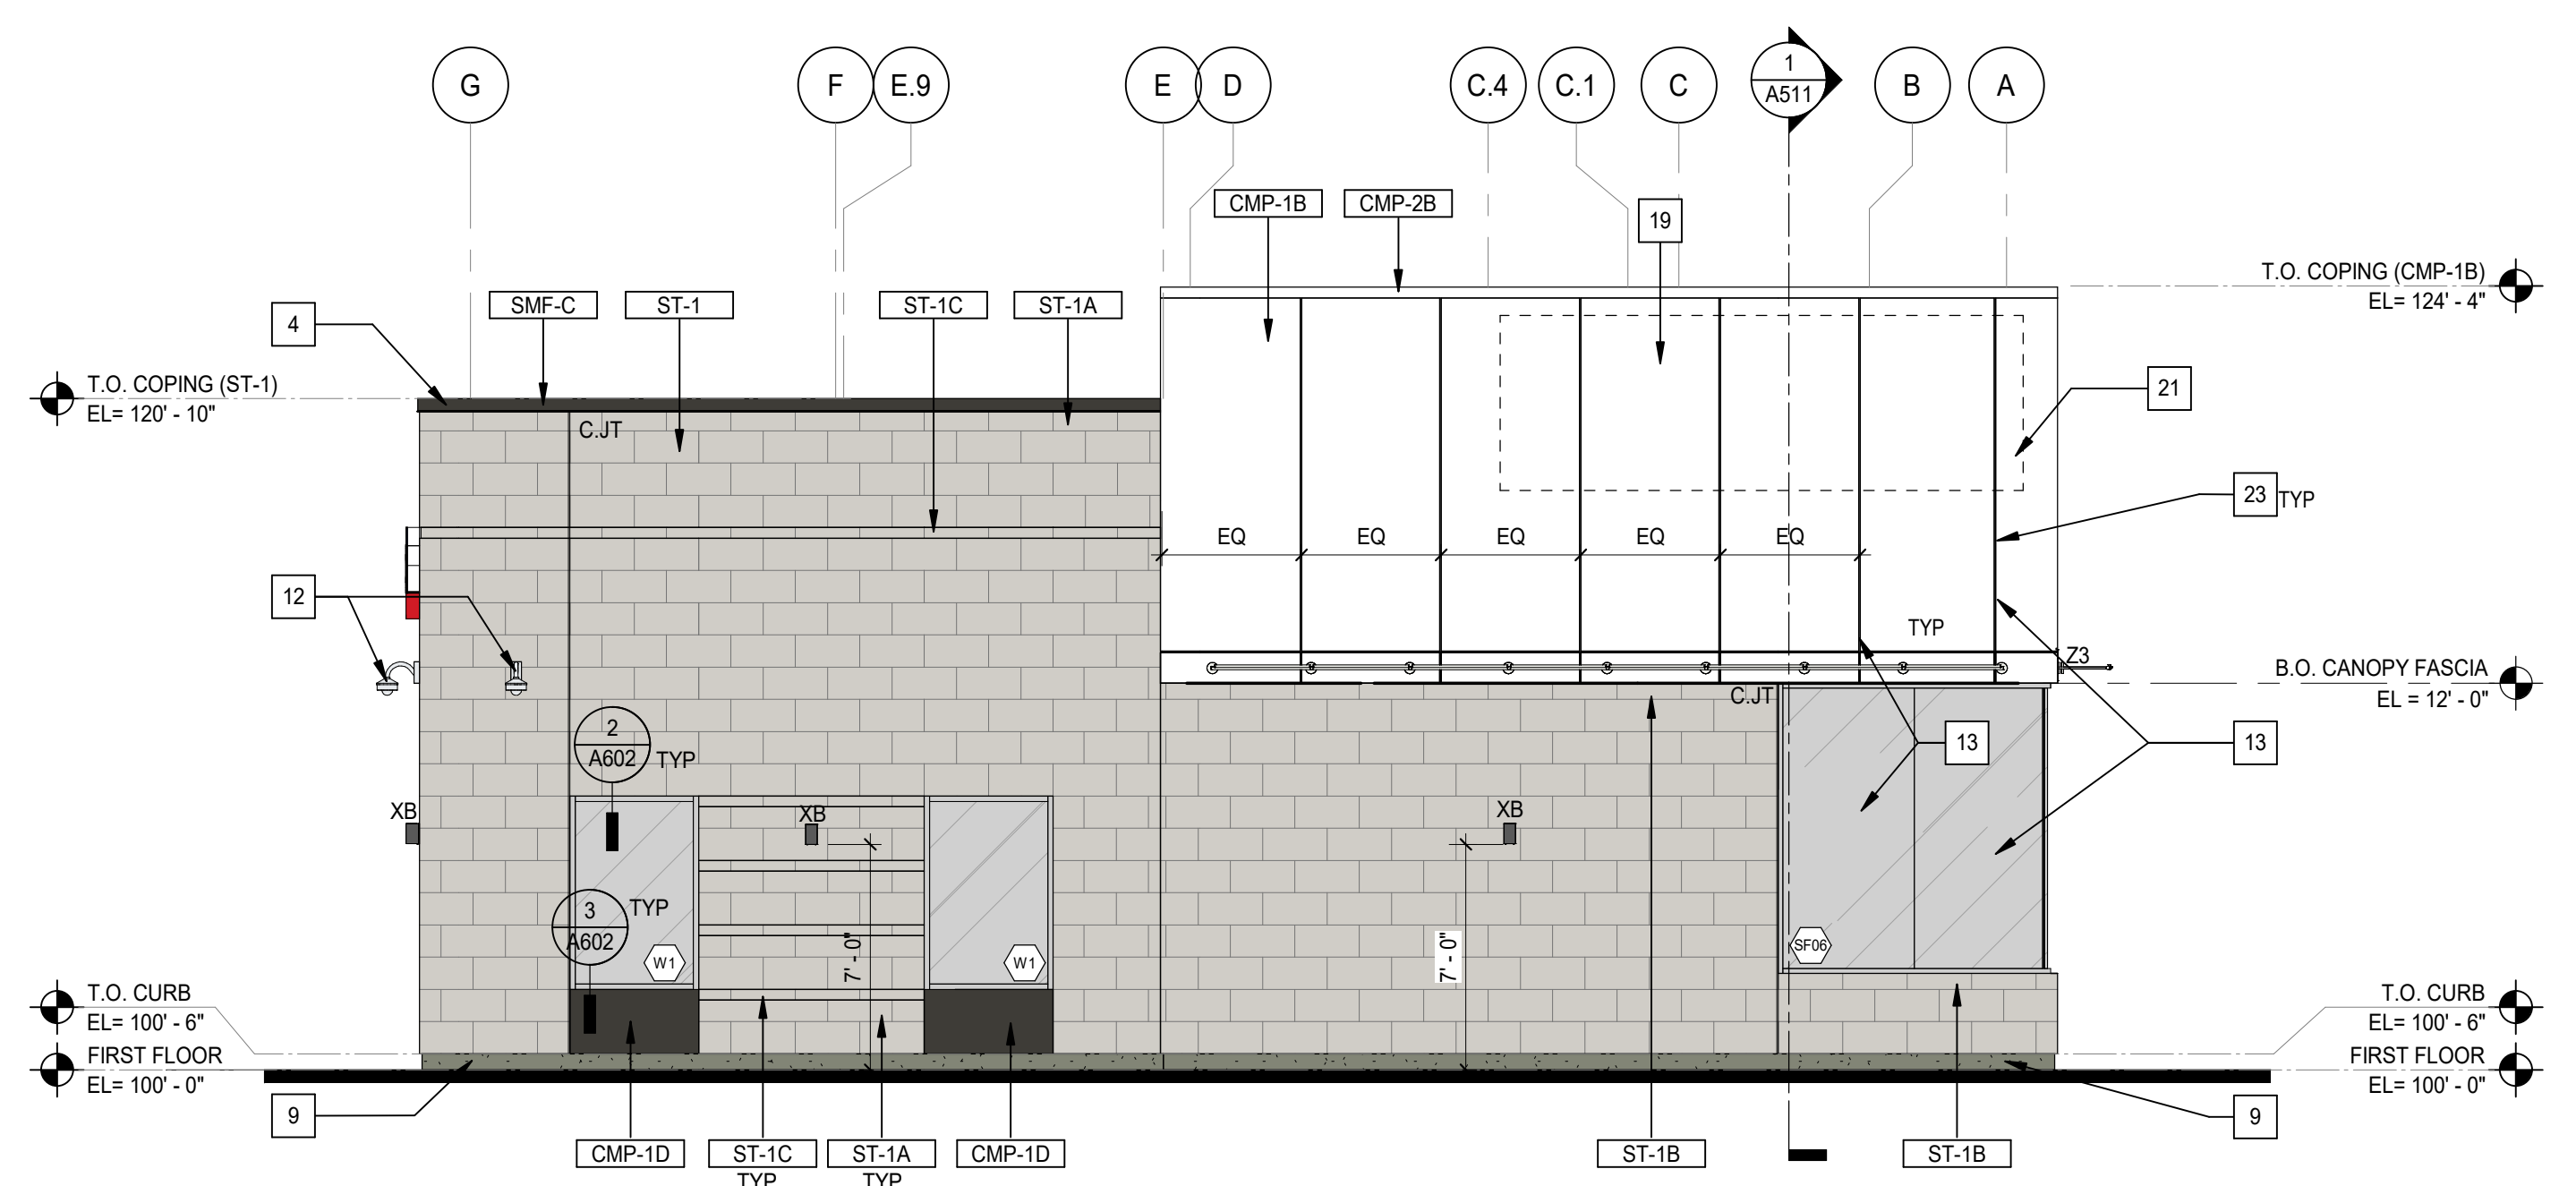 G
F
E.9
E
D
C.4
C.1
C
1
A511
B
A
CMP-1B
CMP-2B
19
T.O. COPING (CMP-1B)
EL= 124' - 4"
4
SMF-C
ST-1
ST-1C
ST-1A
T.O. COPING (ST-1)
EL= 120' - 10"
C.JT
21
23 TYP
EQ
EQ
EQ
EQ
EQ
12
TYP
Z3
B.O. CANOPY FASCIA
EL = 12' - 0"
C.JT
2
A602
TYP
13
13
XB
XB
XB
3
A602
TYP
W1
W1
7' - 0"
7' - 0"
SF06
T.O. CURB
EL= 100' - 6"
FIRST FLOOR
EL= 100' - 0"
T.O. CURB
EL= 100' - 6"
FIRST FLOOR
EL= 100' - 0"
9
9
CMP-1D
ST-1C
TYP
ST-1A
TYP
CMP-1D
ST-1B
ST-1B